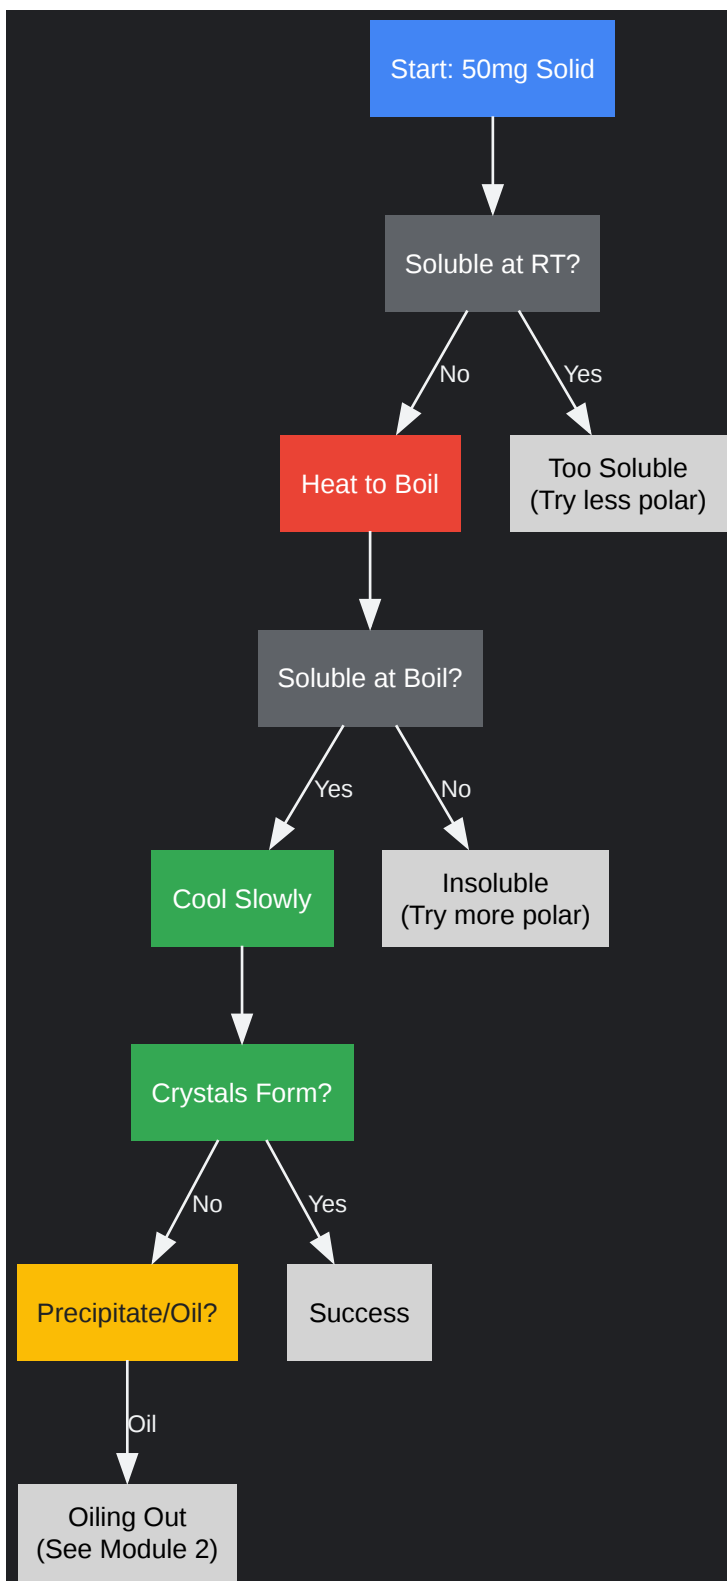 Start: 50mg Solid
Soluble at RT?
No
Yes
Heat to Boil
Too Soluble
(Try less polar)
Soluble at Boil?
Yes
No
Cool Slowly
Insoluble
(Try more polar)
Crystals Form?
No
Yes
Precipitate/Oil?
Success
Oil
Oiling Out
(See Module 2)